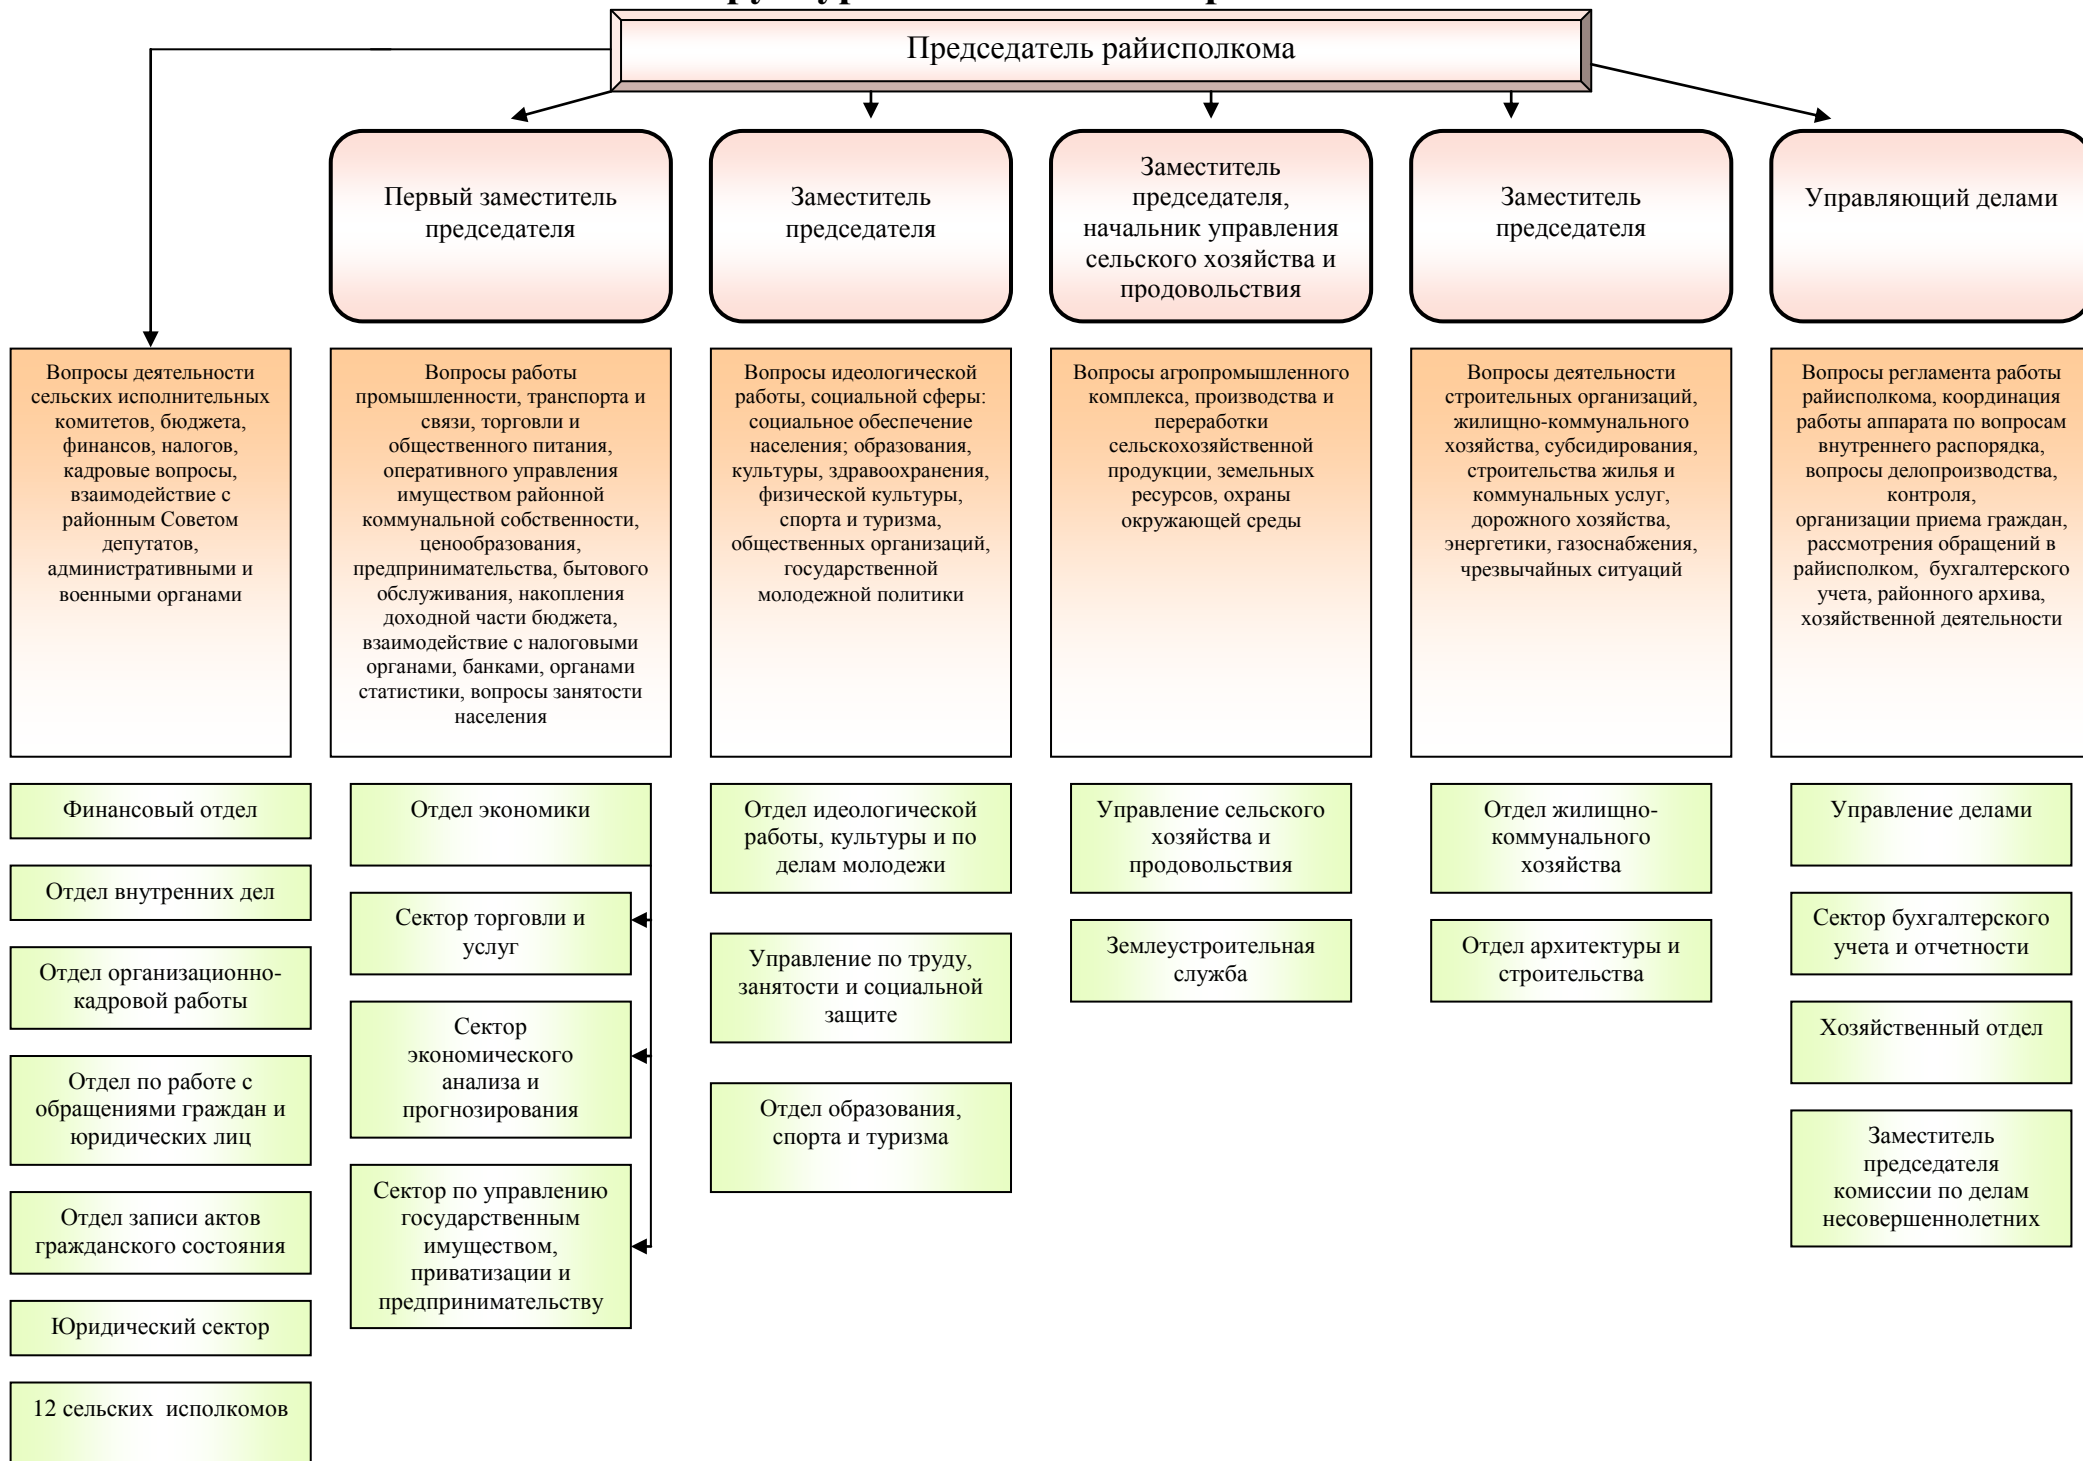 Председатель райисполкома
Первый заместитель
председателя
Заместитель
председателя
Заместитель
председателя,
начальник управления
сельского хозяйства и
продовольствия
Заместитель
председателя
Управляющий делами
Вопросы деятельности
сельских исполнительных
комитетов, бюджета,
финансов, налогов,
кадровые вопросы,
взаимодействие с
районным Советом
депутатов,
административными и
военными органами
Вопросы работы
промышленности, транспорта и
связи, торговли и
общественного питания,
оперативного управления
имуществом районной
коммунальной собственности,
ценообразования,
предпринимательства, бытового
обслуживания, накопления
доходной части бюджета,
взаимодействие с налоговыми
органами, банками, органами
статистики, вопросы занятости
населения
Вопросы идеологической
работы, социальной сферы:
социальное обеспечение
населения; образования,
культуры, здравоохранения,
физической культуры,
спорта и туризма,
общественных организаций,
государственной
молодежной политики
Вопросы агропромышленного
комплекса, производства и
переработки
сельскохозяйственной
продукции, земельных
ресурсов, охраны
окружающей среды
Вопросы деятельности
строительных организаций,
жилищно-коммунального
хозяйства, субсидирования,
строительства жилья и
коммунальных услуг,
дорожного хозяйства,
энергетики, газоснабжения,
чрезвычайных ситуаций
Вопросы регламента работы
райисполкома, координация
работы аппарата по вопросам
внутреннего распорядка,
вопросы делопроизводства,
контроля,
организации приема граждан,
рассмотрения обращений в
райисполком, бухгалтерского
учета, районного архива,
хозяйственной деятельности
Финансовый отдел
Отдел внутренних дел
Отдел организационно-
кадровой работы
Отдел по работе с
обращениями граждан и
юридических лиц
Отдел записи актов
гражданского состояния
Юридический сектор
12 сельских исполкомов
Отдел экономики
Сектор торговли и
услуг
Сектор
экономического
анализа и
прогнозирования
Сектор по управлению
государственным
имуществом,
приватизации и
предпринимательству
Отдел идеологической
работы, культуры и по
делам молодежи
Управление по труду,
занятости и социальной
защите
Отдел образования,
спорта и туризма
Управление сельского
хозяйства и
продовольствия
Землеустроительная
служба
Отдел жилищно-
коммунального
хозяйства
Отдел архитектуры и
строительства
Управление делами
Сектор бухгалтерского
учета и отчетности
Хозяйственный отдел
Заместитель
председателя
комиссии по делам
несовершеннолетних